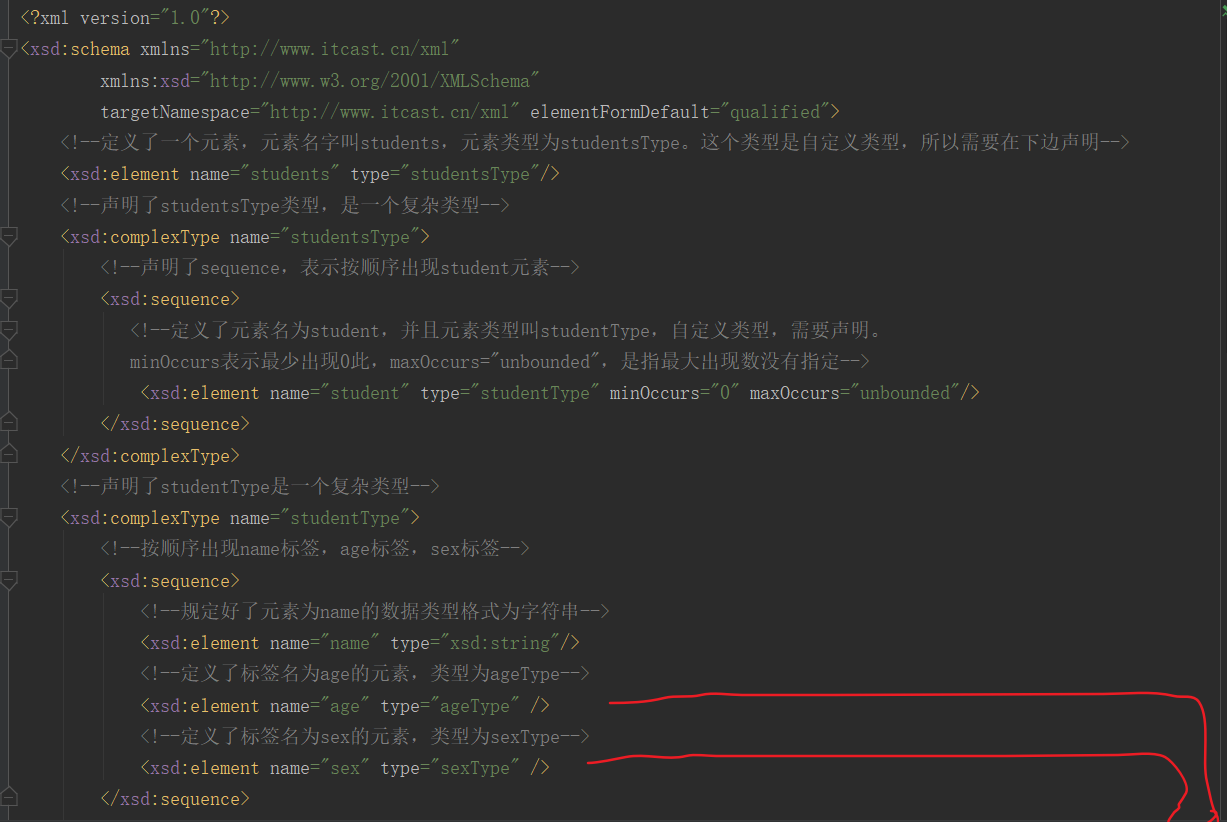 <?xml version="1.0"?>
<xsd:schema xmlns="http://www.itcast.cn/xml"
xmlns:xsd="http://www.w3.org/2001/XMLSchema"
targetNamespace="http://www.itcast.cn/xml" elementFormDefault="qualified">
<!--定义了一个元素，元素名字叫students，元素类型为studentsType。这个类型是自定义类型，所以需要在下边声明-->
<xsd:element name="students" type="studentsType"/>
<!--声明了studentsType类型，是一个复杂类型-->
<xsd:complexType name="studentsType">
<!--声明了sequence，表示按顺序出现student元素-->
<xsd:sequence>
<!--定义了元素名为student，并且元素类型叫studentType，自定义类型，需要声明。
minOccurs表示最少出现0此，maxOccurs="unbounded"，是指最大出现数没有指定-->
<xsd:element name="student" type="studentType" minOccurs="0" maxOccurs="unbounded"/>
</xsd:sequence>
</xsd:complexType>
<!--声明了studentType是一个复杂类型-->
<xsd:complexType name="studentType">
<!--按顺序出现name标签，age标签，sex标签-->
<xsd:sequence>
<!--规定好了元素为name的数据类型格式为字符串-->
<xsd:element name="name" type="xsd:string"/>
<!--定义了标签名为age的元素，类型为ageType-->
<xsd:element name="age" type="ageType" />
<!--定义了标签名为sex的元素，类型为sexType-->
<xsd:element name="sex" type="sexType" />
</xsd:sequence>